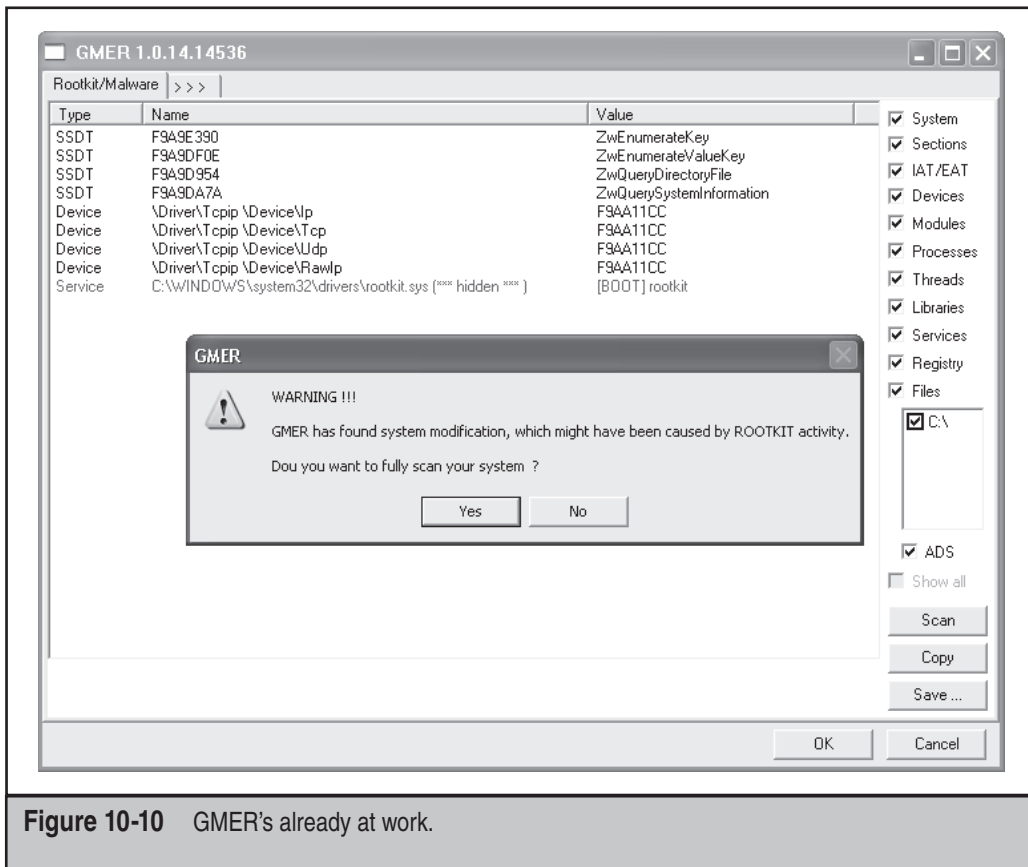 GMER 1.0.14.14536
Rootkit/Malware > > >
Type Name Value
SSDT F9A9E390 ZwEnumerateKey
SSDT F9A9DF0E ZwEnumerateValueKey
SSDT F9A9D954 ZwQueryDirectoryFile
SSDT F9A9DA7A ZwQuerySystemInformation
Device \Driver\Tcpip \Device\Ip F9AA11CC
Device \Driver\Tcpip \Device\Tcp F9AA11CC
Device \Driver\Tcpip \Device\Udp F9AA11CC
Device \Driver\Tcpip \Device\RawIp F9AA11CC
Service C:\WINDOWS\system32\drivers\rootkit.sys (*** hidden *** ) [BOOT] rootkit
System
Sections
IAT/EAT
Devices
Modules
Processes
Threads
Libraries
Services
Registry
Files
C:\
ADS
Show all
Scan
Copy
Save ...
GMER
WARNING !!!
GMER has found system modification, which might have been caused by ROOTKIT activity.
Dou you want to fully scan your system ?
Yes No
OK Cancel
Figure 10-10 GMER's already at work.